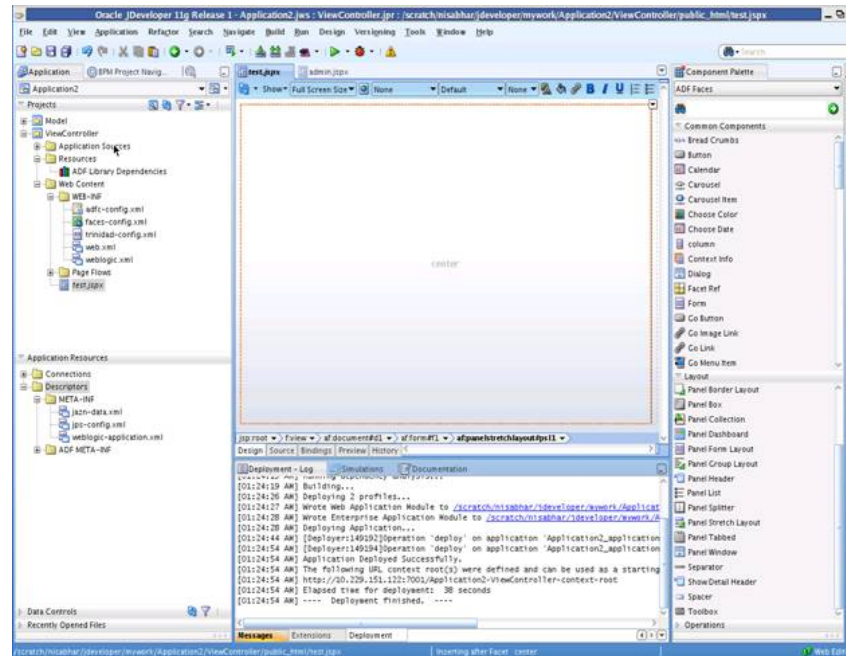 Oracle JDeveloper 11g Release 1 - Application2.jws : ViewController.jpr : /scratch/nisabhar/jdeveloper/mywork/Application2/ViewController/public_html/test.jspx
File Edit View Application Refactor Search Navigate Build Run Design Versioning Tools Window Help
Search
Application BPM Project Navig...
Application2
Projects
Model
ViewController
Application Sources
Resources
ADF Library Dependencies
Web Content
WEB-INF
adfc-config.xml
faces-config.xml
trinidad-config.xml
web.xml
weblogic.xml
Page Flows
test.jspx
Application Resources
Connections
Descriptors
META-INF
jazn-data.xml
jps-config.xml
weblogic-application.xml
ADF META-INF
Data Controls
Recently Opened Files
test.jspx admin.jspx
Show Full Screen Size None Default None B I U
center
jsp:root f:view af:document#d1 af:form#f1 af:panelstretchlayout#psl1
Design Source Bindings Preview History
Deployment - Log Simulations Documentation
[01:24:19 AM] Building...
[01:24:26 AM] Deploying 2 profiles...
[01:24:27 AM] Wrote Web Application Module to /scratch/nisabhar/jdeveloper/mywork/Applicat
[01:24:28 AM] Wrote Enterprise Application Module to /scratch/nisabhar/jdeveloper/mywork/A
[01:24:28 AM] Deploying Application...
[01:24:44 AM] [Deployer:149192]Operation 'deploy' on application 'Application2_application
[01:24:54 AM] [Deployer:149194]Operation 'deploy' on application 'Application2_application
[01:24:54 AM] Application Deployed Successfully.
[01:24:54 AM] The following URL context root(s) were defined and can be used as a starting
[01:24:54 AM] http://10.229.151.122:7001/Application2-ViewController-context-root
[01:24:54 AM] Elapsed time for deployment: 38 seconds
[01:24:54 AM] ---- Deployment finished. ----
Messages Extensions Deployment
Component Palette
ADF Faces
Common Components
Bread Crumbs
Button
Calendar
Carousel
Carousel Item
Choose Color
Choose Date
column
Context Info
Dialog
Facet Ref
Form
Go Button
Go Image Link
Go Link
Go Menu Item
Layout
Panel Border Layout
Panel Box
Panel Collection
Panel Dashboard
Panel Form Layout
Panel Group Layout
Panel Header
Panel List
Panel Splitter
Panel Stretch Layout
Panel Tabbed
Panel Window
Separator
Show Detail Header
Spacer
Toolbox
Operations
/scratch/nisabhar/jdeveloper/mywork/Application2/ViewController/public_html/test.jspx Inserting after Facet center Web Edit